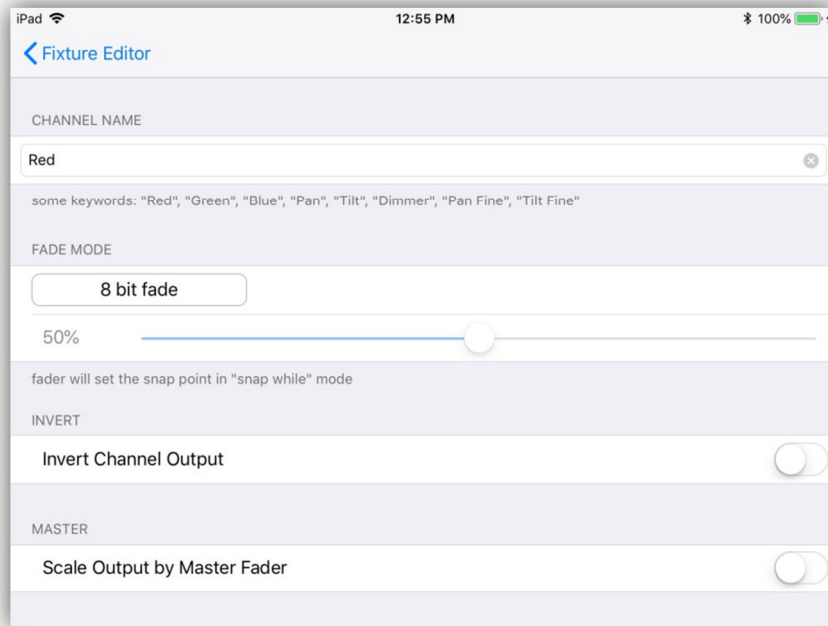 iPad 12:55 PM 100%
Fixture Editor
CHANNEL NAME
Red
some keywords: "Red", "Green", "Blue", "Pan", "Tilt", "Dimmer", "Pan Fine", "Tilt Fine"
FADE MODE
8 bit fade
50%
fader will set the snap point in "snap while" mode
INVERT
Invert Channel Output
MASTER
Scale Output by Master Fader